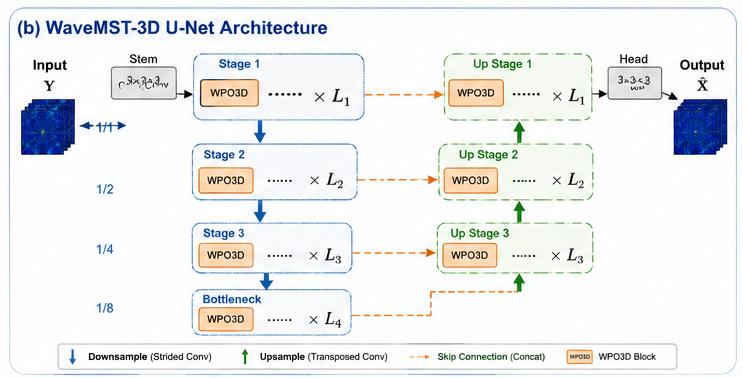 (b) WaveMST-3D U-Net Architecture
Input
Y
Stem
Stage 1
WPO3D ...... × L₁
Up Stage 1
WPO3D ...... × L₁
Head
Output
X̂
1/1
Stage 2
WPO3D ...... × L₂
Up Stage 2
WPO3D ...... × L₂
1/2
Stage 3
WPO3D ...... × L₃
Up Stage 3
WPO3D ...... × L₃
1/4
Bottleneck
WPO3D ...... × L₄
1/8
Downsample (Strided Conv)
Upsample (Transposed Conv)
Skip Connection (Concat)
WPO3D
WPO3D Block